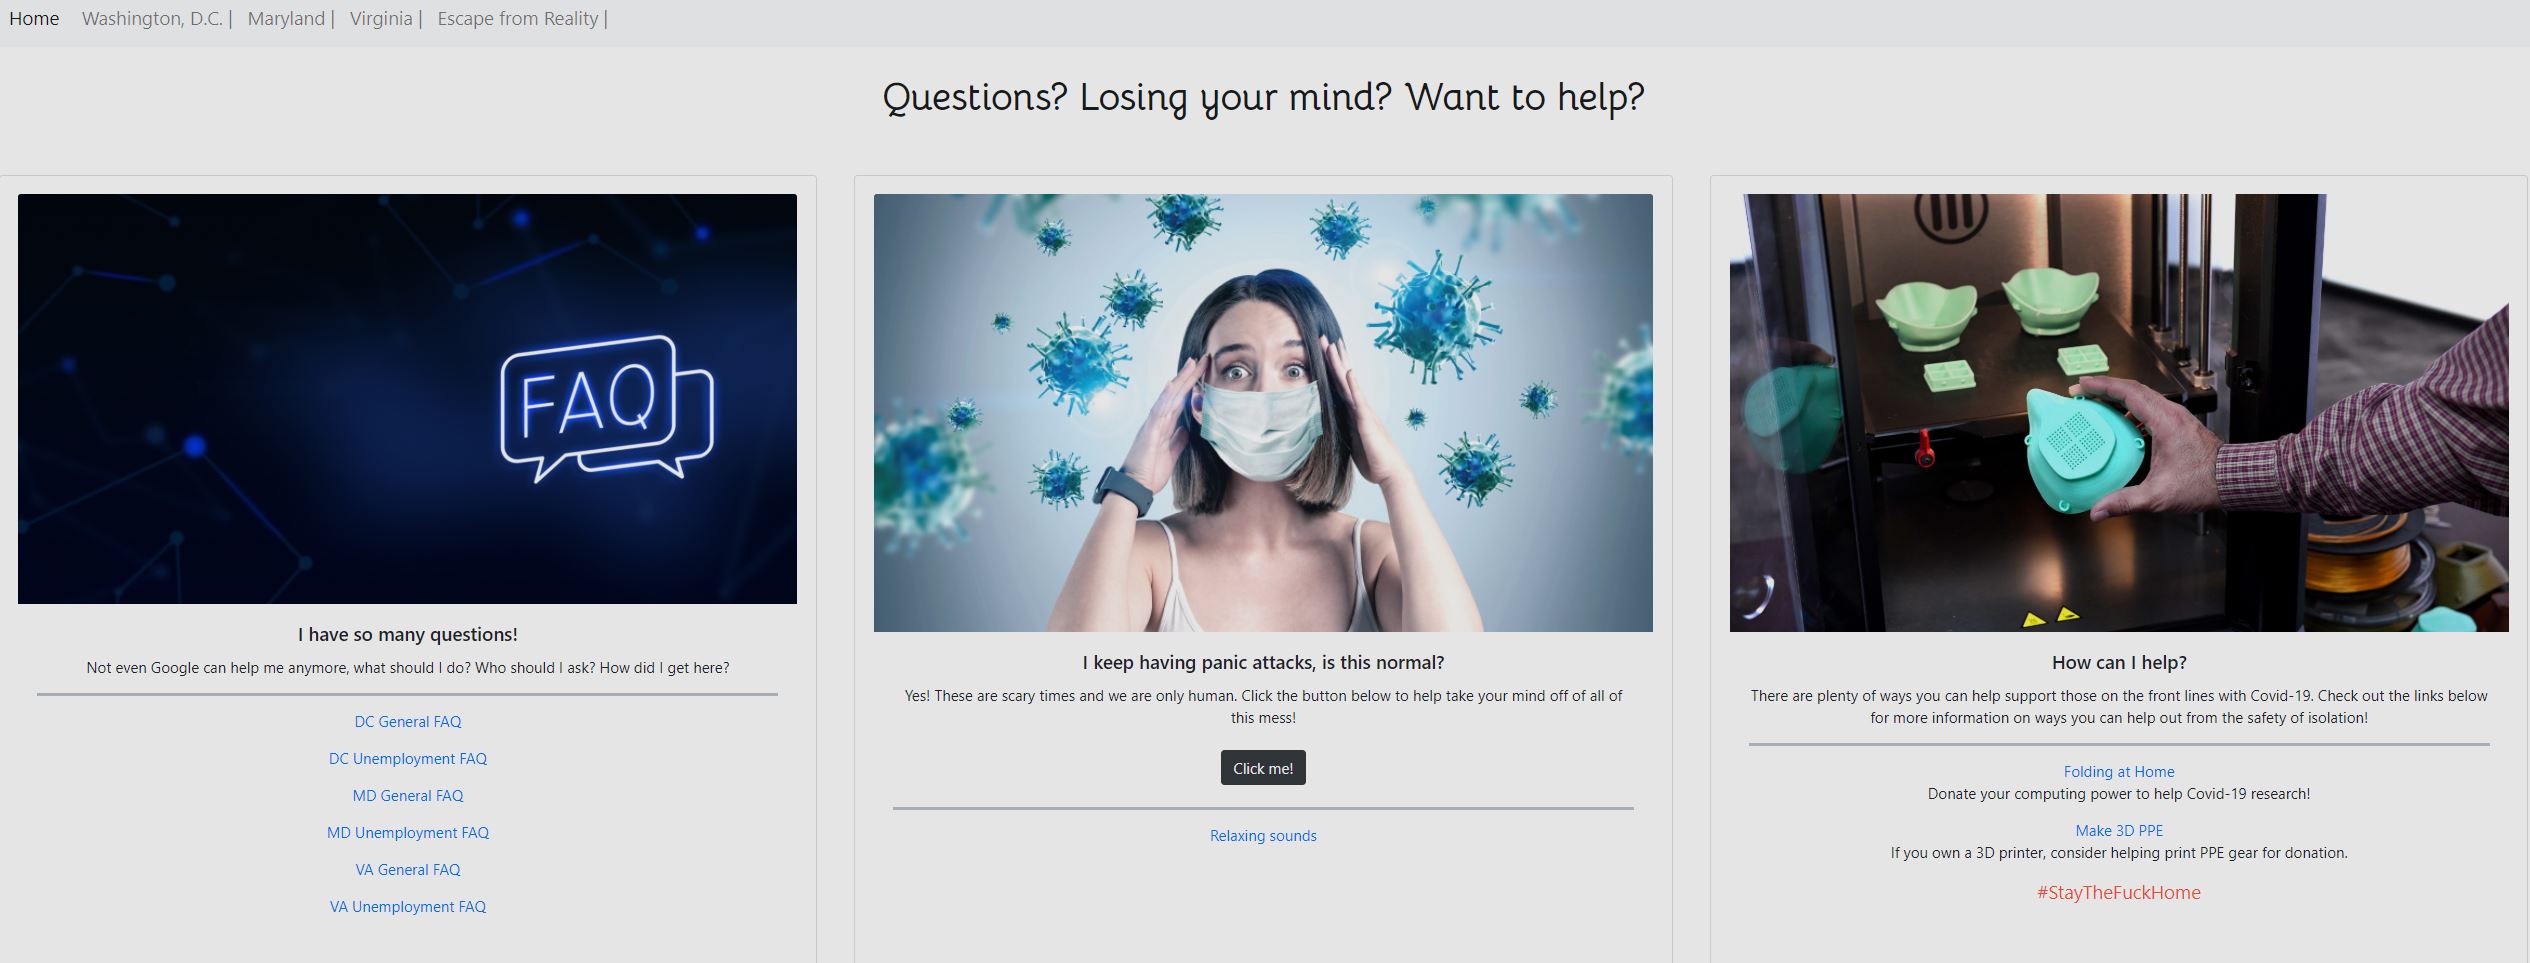 Home Washington, D.C. | Maryland | Virginia | Escape from Reality |
Questions? Losing your mind? Want to help?
FAQ
I have so many questions!
Not even Google can help me anymore, what should I do? Who should I ask? How did I get here?
DC General FAQ
DC Unemployment FAQ
MD General FAQ
MD Unemployment FAQ
VA General FAQ
VA Unemployment FAQ
I keep having panic attacks, is this normal?
Yes! These are scary times and we are only human. Click the button below to help take your mind off of all of
this mess!
Click me!
Relaxing sounds
How can I help?
There are plenty of ways you can help support those on the front lines with Covid-19. Check out the links below
for more information on ways you can help out from the safety of isolation!
Folding at Home
Donate your computing power to help Covid-19 research!
Make 3D PPE
If you own a 3D printer, consider helping print PPE gear for donation.
#StayTheFuckHome